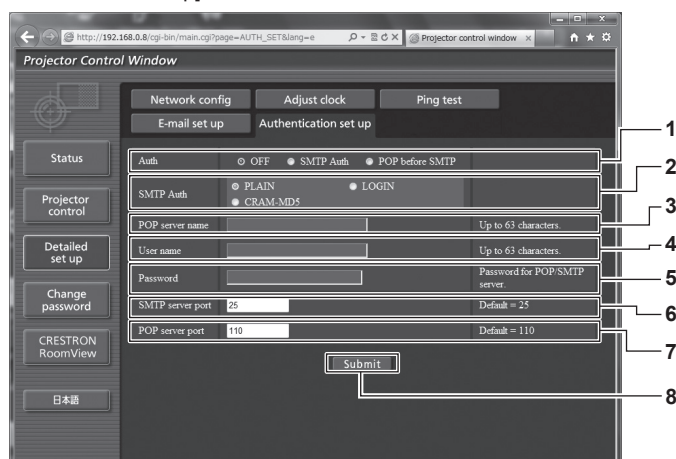 http://192.168.0.8/cgi-bin/main.cgi?page=AUTH_SET&lang=e
Projector control window
Projector Control Window
Network config
Adjust clock
Ping test
E-mail set up
Authentication set up
Status
Projector
control
Detailed
set up
Change
password
CRESTRON
RoomView
日本語
Auth OFF SMTP Auth POP before SMTP
1
SMTP Auth PLAIN LOGIN
CRAM-MD5
2
POP server name Up to 63 characters.
3
User name Up to 63 characters.
4
Password Password for POP/SMTP
server.
5
SMTP server port 25 Default = 25
6
POP server port 110 Default = 110
7
Submit
8